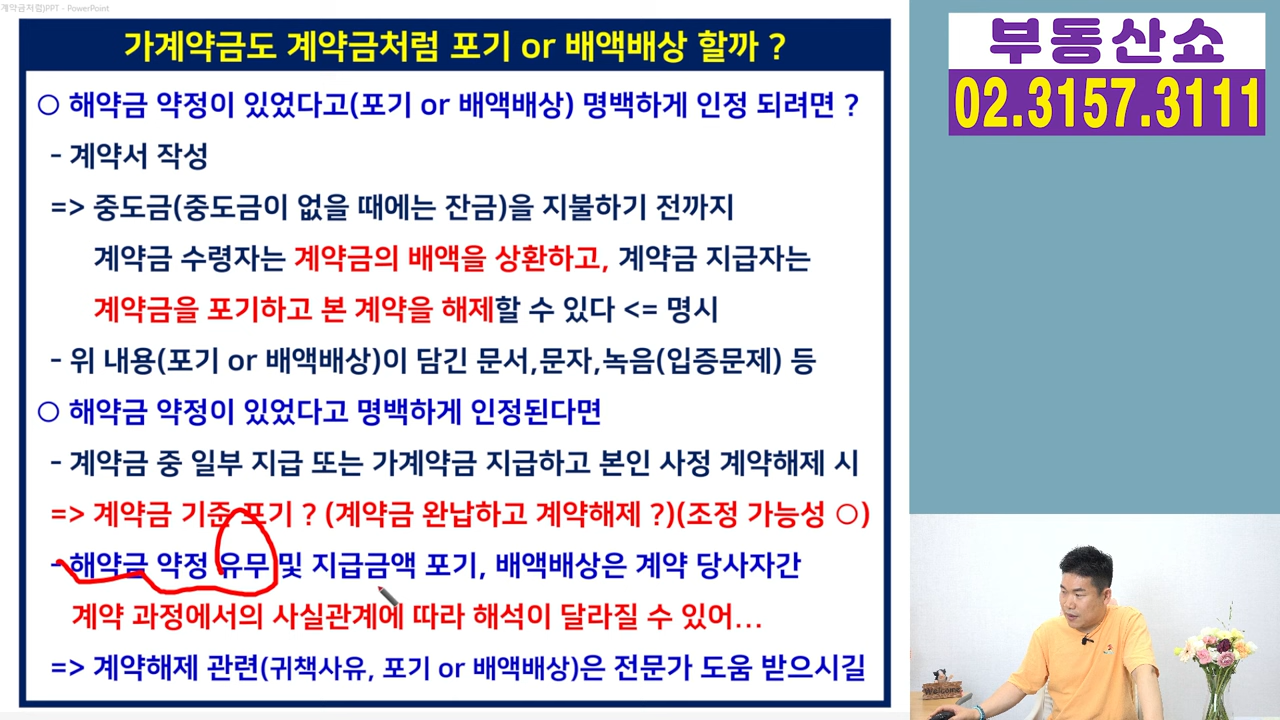 계약금처럼)PPT - PowerPoint
가계약금도 계약금처럼 포기 or 배액배상 할까 ?
○ 해약금 약정이 있었다고(포기 or 배액배상) 명백하게 인정 되려면 ?
- 계약서 작성
=> 중도금(중도금이 없을 때에는 잔금)을 지불하기 전까지
계약금 수령자는 계약금의 배액을 상환하고, 계약금 지급자는
계약금을 포기하고 본 계약을 해제할 수 있다 <= 명시
- 위 내용(포기 or 배액배상)이 담긴 문서,문자,녹음(입증문제) 등
○ 해약금 약정이 있었다고 명백하게 인정된다면
- 계약금 중 일부 지급 또는 가계약금 지급하고 본인 사정 계약해제 시
=> 계약금 기준 포기 ? (계약금 완납하고 계약해제 ?)(조정 가능성 ○)
- 해약금 약정 유무 및 지급금액 포기, 배액배상은 계약 당사자간
계약 과정에서의 사실관계에 따라 해석이 달라질 수 있어...
=> 계약해제 관련(귀책사유, 포기 or 배액배상)은 전문가 도움 받으시길
부동산쇼
02.3157.3111
Welcome